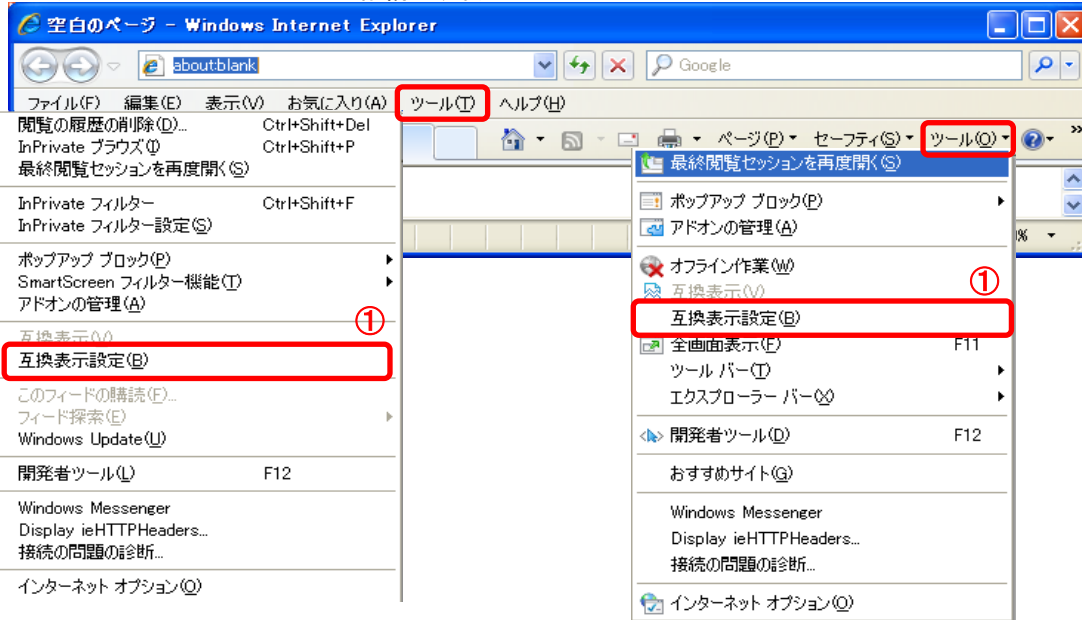 空白のページ - Windows Internet Explorer
about:blank
Google
ファイル(F) 編集(E) 表示(V) お気に入り(A) ツール(T) ヘルプ(H)
ページ(P) セーフティ(S) ツール(O) »
閲覧の履歴の削除(D)... Ctrl+Shift+Del
InPrivate ブラウズ(I) Ctrl+Shift+P
最終閲覧セッションを再度開く(S)
InPrivate フィルター Ctrl+Shift+F
InPrivate フィルター設定(S)
ポップアップ ブロック(P)
SmartScreen フィルター機能(T)
アドオンの管理(A)
①
互換表示(V)
互換表示設定(B)
このフィードの購読(F)...
フィード探索(E)
Windows Update(U)
開発者ツール(L) F12
Windows Messenger
Display ieHTTPHeaders...
接続の問題の診断...
インターネット オプション(O)
最終閲覧セッションを再度開く(S)
ポップアップ ブロック(P)
アドオンの管理(A)
%
オフライン作業(W)
①
互換表示(V)
互換表示設定(B)
全画面表示(F) F11
ツール バー(T)
エクスプローラー バー(X)
開発者ツール(D) F12
おすすめサイト(G)
Windows Messenger
Display ieHTTPHeaders...
接続の問題の診断...
インターネット オプション(O)